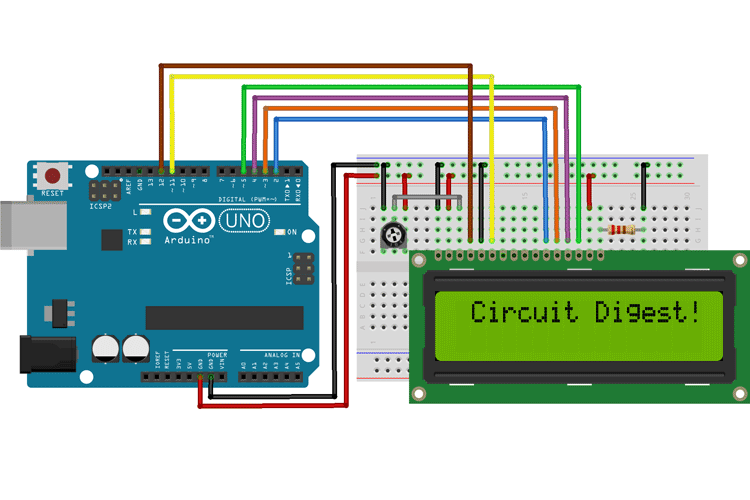 RESET
ICSP2
AREF
GND
13
12
~11
~10
~9
8
7
~6
~5
4
~3
2
TX0▶1
RX0◀0
DIGITAL (PWM~)
L
TX
RX
UNO
Arduino™
ON
1
ICSP
IOREF
RESET
3V3
5V
GND
GND
VIN
POWER
ANALOG IN
A0
A1
A2
A3
A4
A5
Circuit Digest!